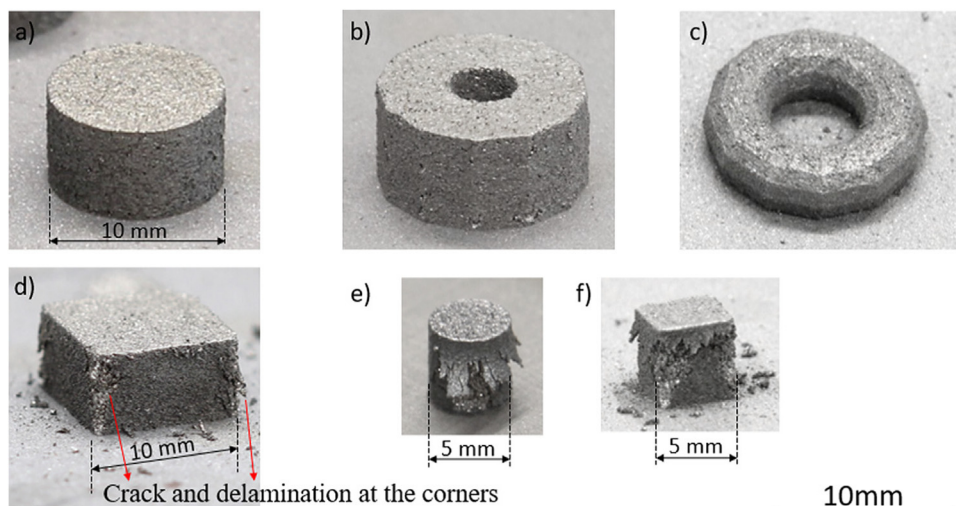 a)
b)
c)
10 mm
d)
e)
f)
10 mm
5 mm
5 mm
Crack and delamination at the corners
10mm